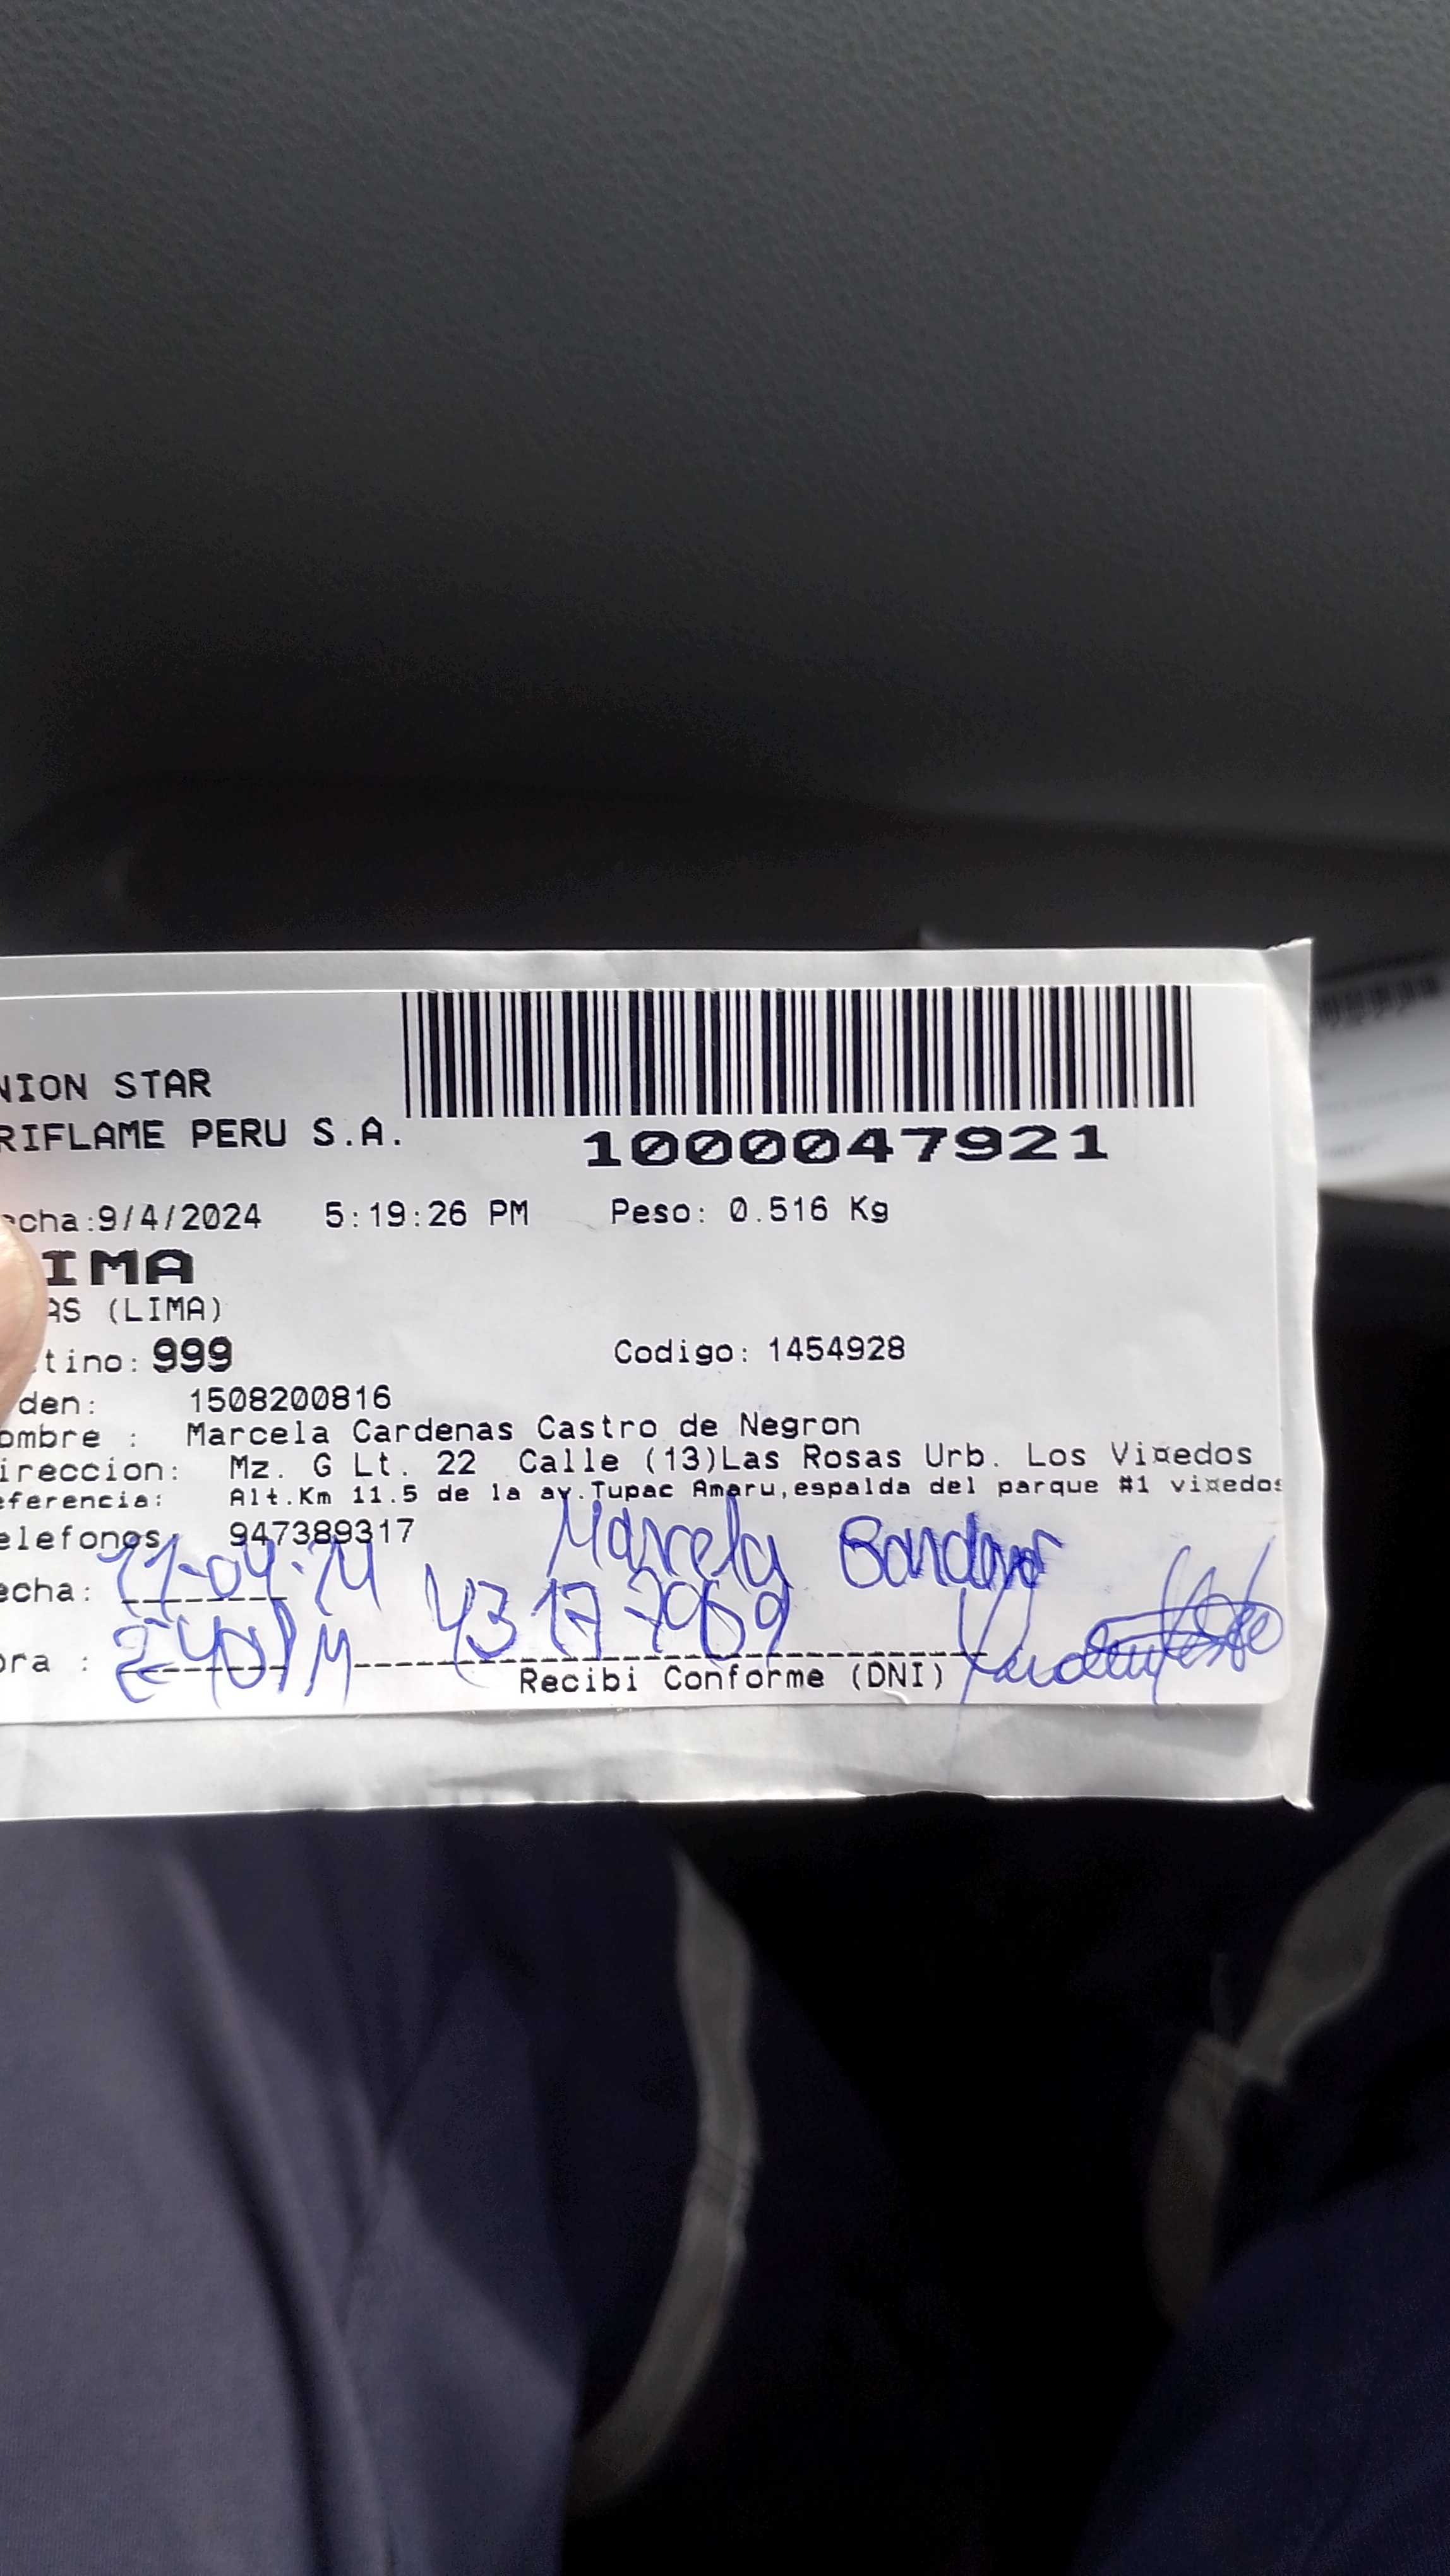 NION STAR
RIFLAME PERU S.A.
1000047921
echa:9/4/2024 5:19:26 PM Peso: 0.516 Kg
IMA
AS (LIMA)
tino: 999 Codigo: 1454928
den: 1508200816
ombre : Marcela Cardenas Castro de Negron
ireccion: Mz. G Lt. 22 Calle (13)Las Rosas Urb. Los Vi¤edos
eferencia: Alt.Km 11.5 de la av.Tupac Amaru,espalda del parque #1 vi¤edos
elefonos 947389317
Marcela
echa: 11-04-24 43177969
ora : 2-40PM
Recibi Conforme (DNI)